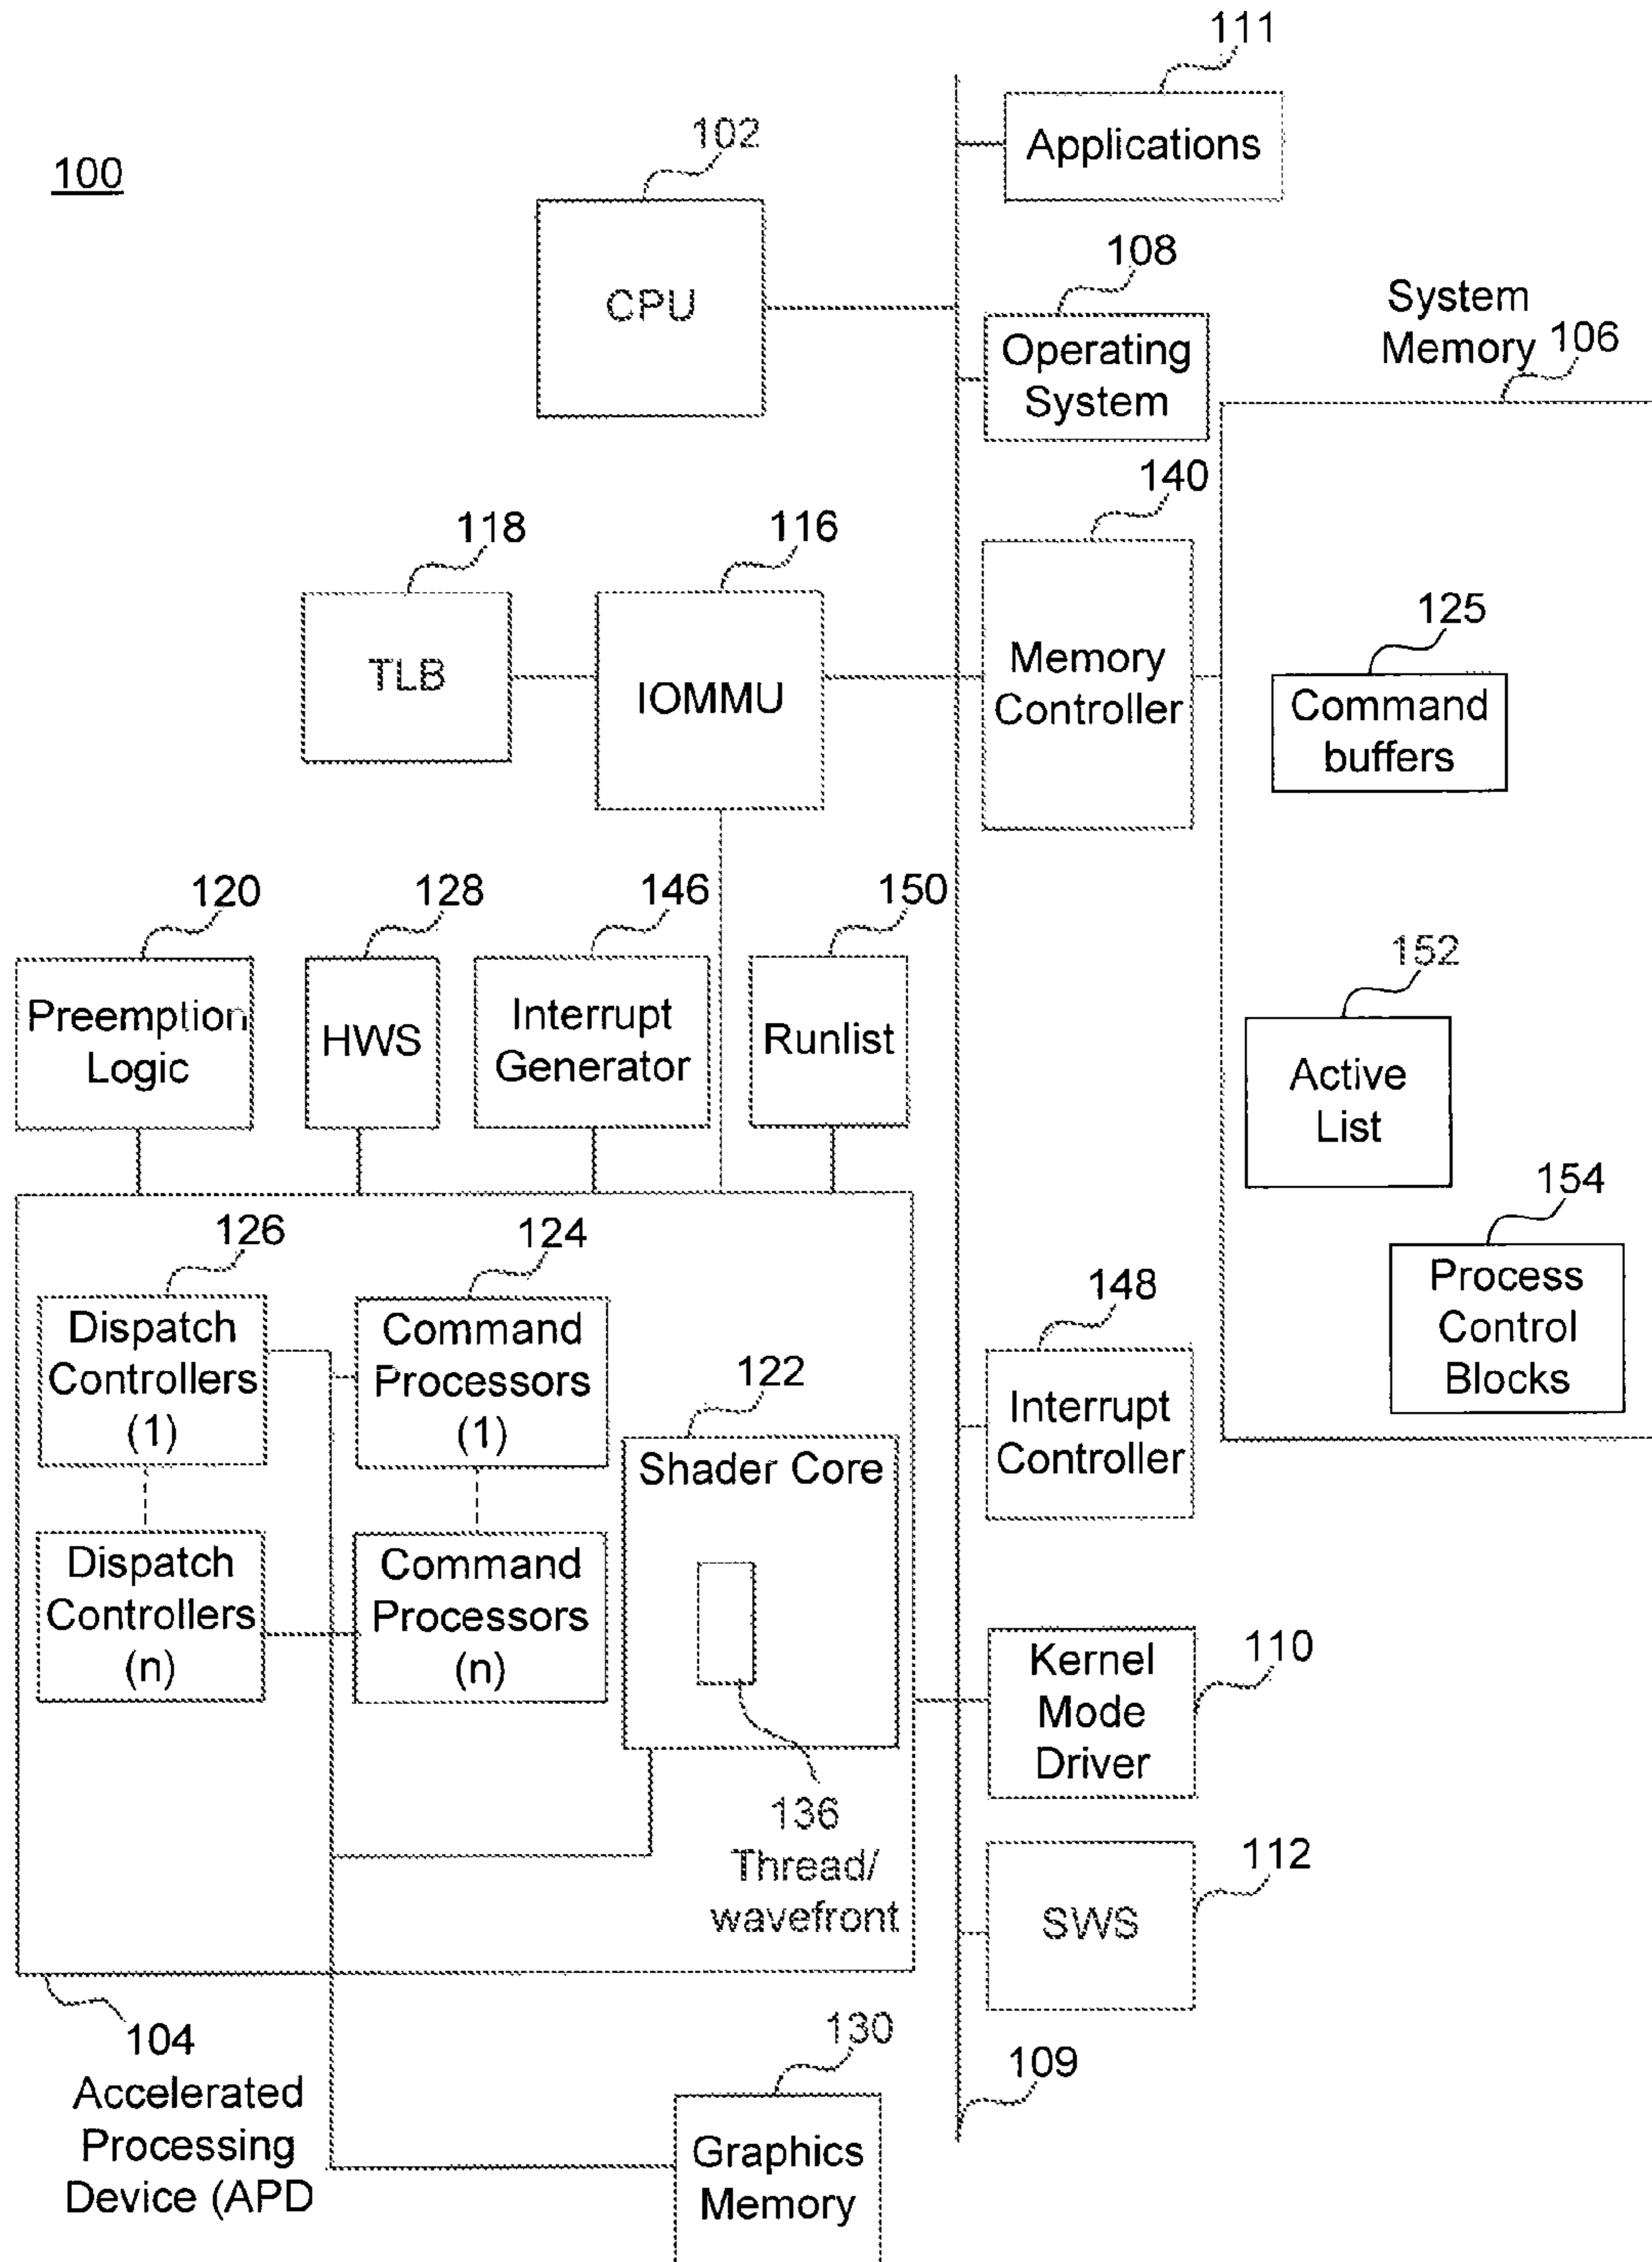 111
Applications
102
100
CPU
108
Operating
System
System
Memory 106
140
118
116
TLB
IOMMU
Memory
Controller
125
Command
buffers
120
128
146
150
Preemption
Logic
HWS
Interrupt
Generator
Runlist
152
Active
List
154
Process
Control
Blocks
126
124
Dispatch
Controllers
(1)
Command
Processors
(1)
122
Shader Core
148
Interrupt
Controller
Dispatch
Controllers
(n)
Command
Processors
(n)
Kernel
Mode
Driver
110
136
Thread/
wavefront
SWS
112
104
Accelerated
Processing
Device (APD
130
Graphics
Memory
109